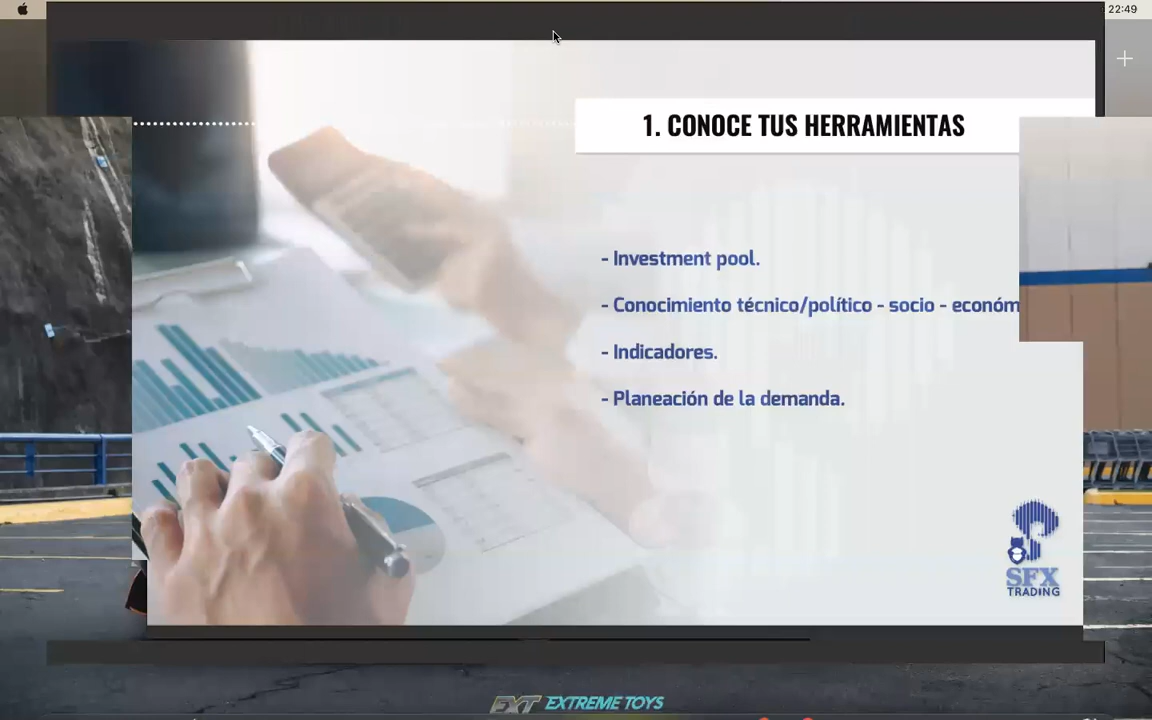 22:49
1. CONOCE TUS HERRAMIENTAS
- Investment pool.
- Conocimiento técnico/político - socio - económ
- Indicadores.
- Planeación de la demanda.
SFX
TRADING
EXT EXTREME TOYS